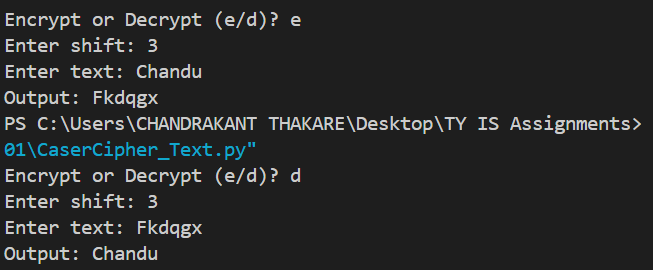 Encrypt or Decrypt (e/d)? e
Enter shift: 3
Enter text: Chandu
Output: Fkdqgx
PS C:\Users\CHANDRAKANT THAKARE\Desktop\TY IS Assignments>
01\CaserCipher_Text.py"
Encrypt or Decrypt (e/d)? d
Enter shift: 3
Enter text: Fkdqgx
Output: Chandu